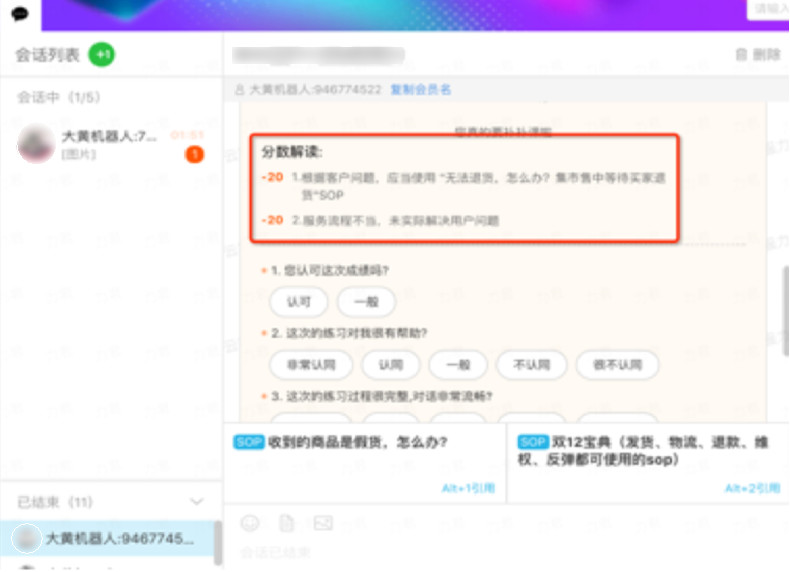 请输入
会话列表 +1
删除
大黄机器人:946774522 复制会员名
会话中 (1/5)
大黄机器人:7... 01:51
[图片] 1
分数解读:
-20 1.根据客户问题，应当使用 "无法退货，怎么办？集市售中等待买家退
货"SOP
-20 2.服务流程不当，未实际解决用户问题
* 1. 您认可这次成绩吗?
认可 一般
* 2. 这次的练习对我很有帮助?
非常认同 认同 一般 不认同 很不认同
* 3. 这次的练习过程很完整,对话非常流畅?
SOP 收到的商品是假货，怎么办?
Alt+1引用
SOP 双12宝典（发货、物流、退款、维
权、反弹都可使用的sop）
Alt+2引用
已结束 (11)
大黄机器人:9467745...
会话已结束